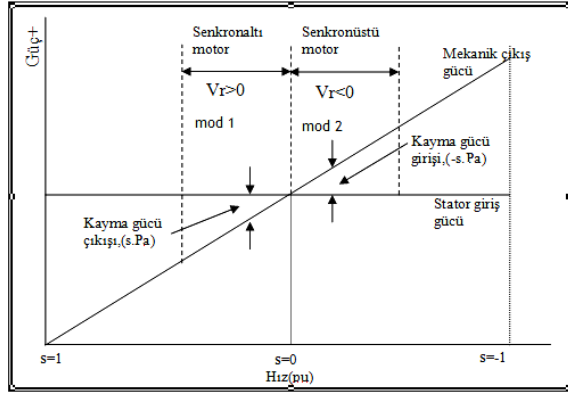 Güç+
Senkronaltı
motor
Senkronüstü
motor
Mekanik çıkış
gücü
Vr>0
Vr<0
mod 1
mod 2
Kayma gücü
girişi,(-s.Pa)
Kayma gücü
çıkışı,(s.Pa)
Stator giriş
gücü
s=1
s=0
s=-1
Hız(pu)